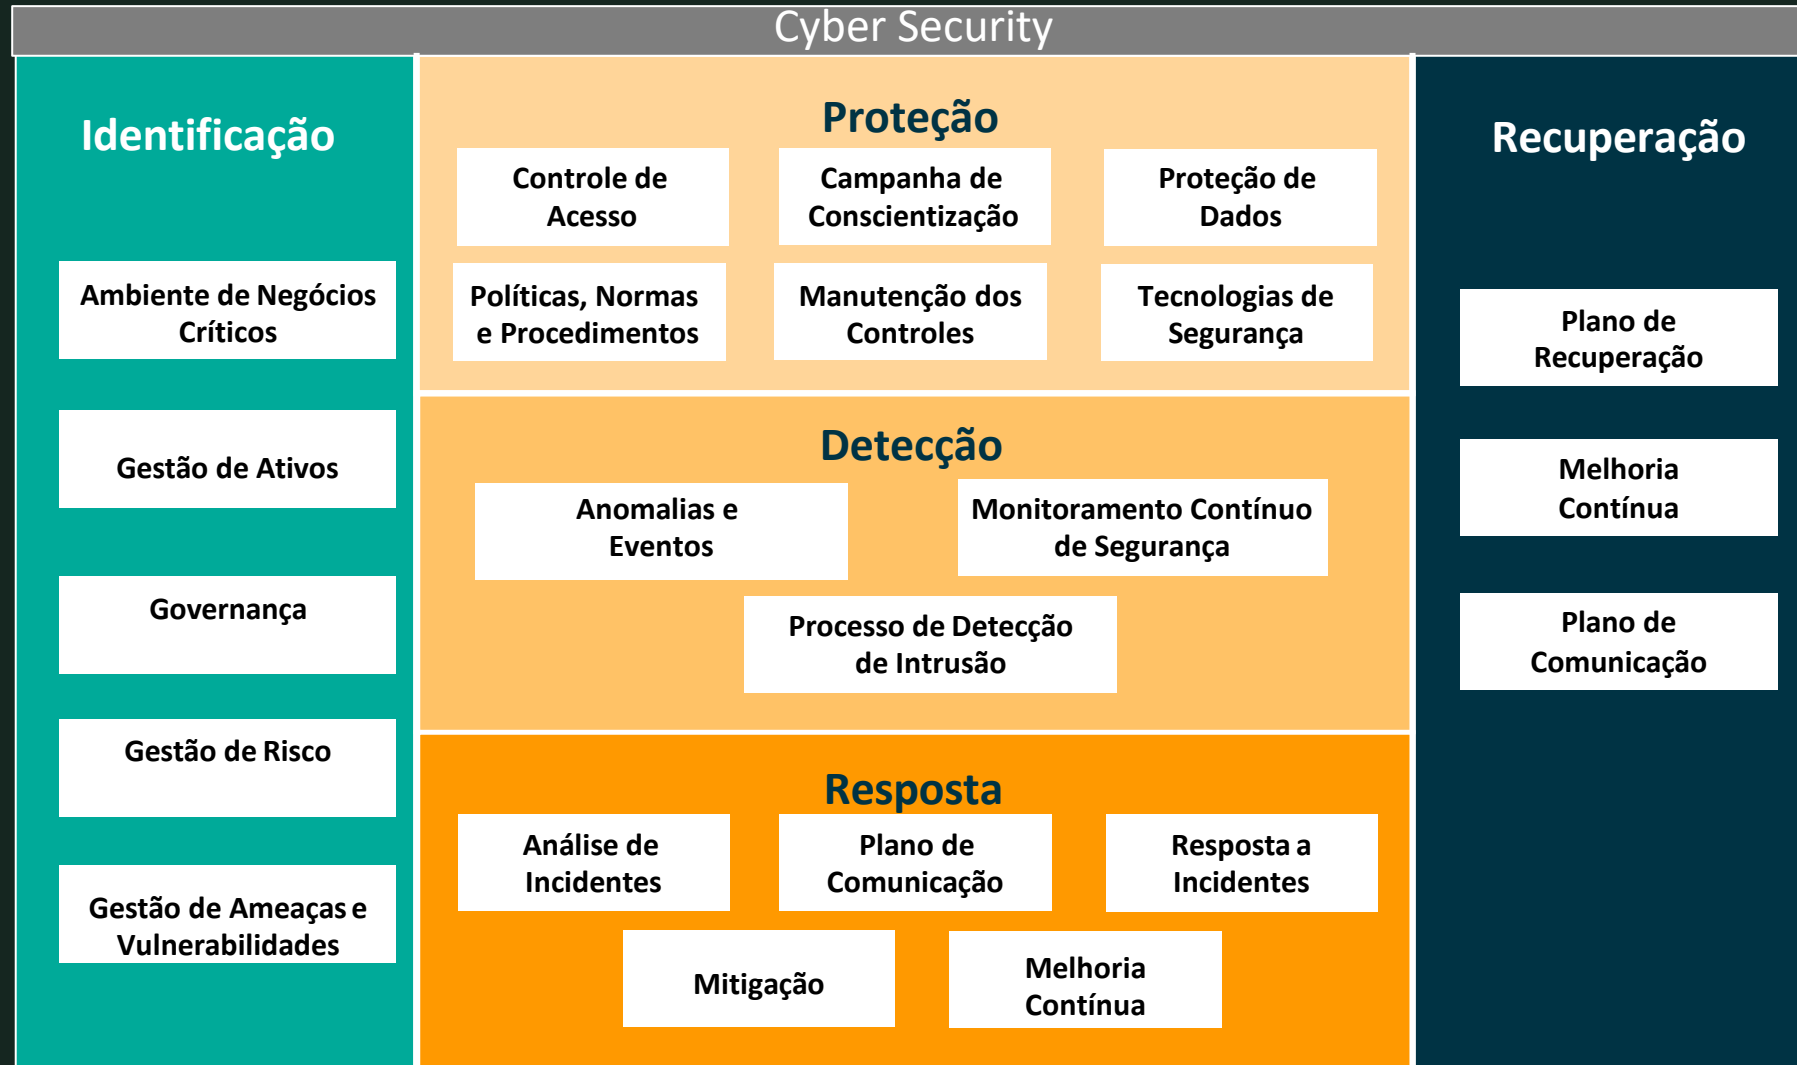 Cyber Security
Identificação
Ambiente de Negócios
Críticos
Gestão de Ativos
Governança
Gestão de Risco
Gestão de Ameaças e
Vulnerabilidades
Proteção
Controle de
Acesso
Campanha de
Conscientização
Proteção de
Dados
Políticas, Normas
e Procedimentos
Manutenção dos
Controles
Tecnologias de
Segurança
Detecção
Anomalias e
Eventos
Monitoramento Contínuo
de Segurança
Processo de Detecção
de Intrusão
Resposta
Análise de
Incidentes
Plano de
Comunicação
Resposta a
Incidentes
Mitigação
Melhoria
Contínua
Recuperação
Plano de
Recuperação
Melhoria
Contínua
Plano de
Comunicação